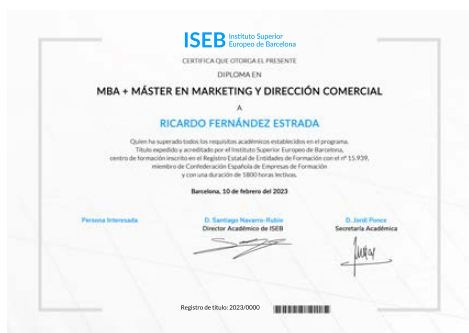 ISEB Instituto Superior
Europeo de Barcelona
CERTIFICA QUE OTORGA EL PRESENTE
DIPLOMA EN
MBA + MÁSTER EN MARKETING Y DIRECCIÓN COMERCIAL
A
RICARDO FERNÁNDEZ ESTRADA
Quien ha superado todos los requisitos académicos establecidos en el programa.
Título expedido y acreditado por el Instituto Superior Europeo de Barcelona,
centro de formación inscrito en el Registro Estatal de Entidades de Formación con el nº 15.939,
miembro de Confederación Española de Empresas de Formación
y con una duración de 1800 horas lectivas.
Barcelona, 10 de febrero del 2023
Persona Interesada
D. Santiago Navarro Rubio
Director Académico de ISEB
D. Jordi Ponce
Secretaría Académica
Registro de título: 2023/0000